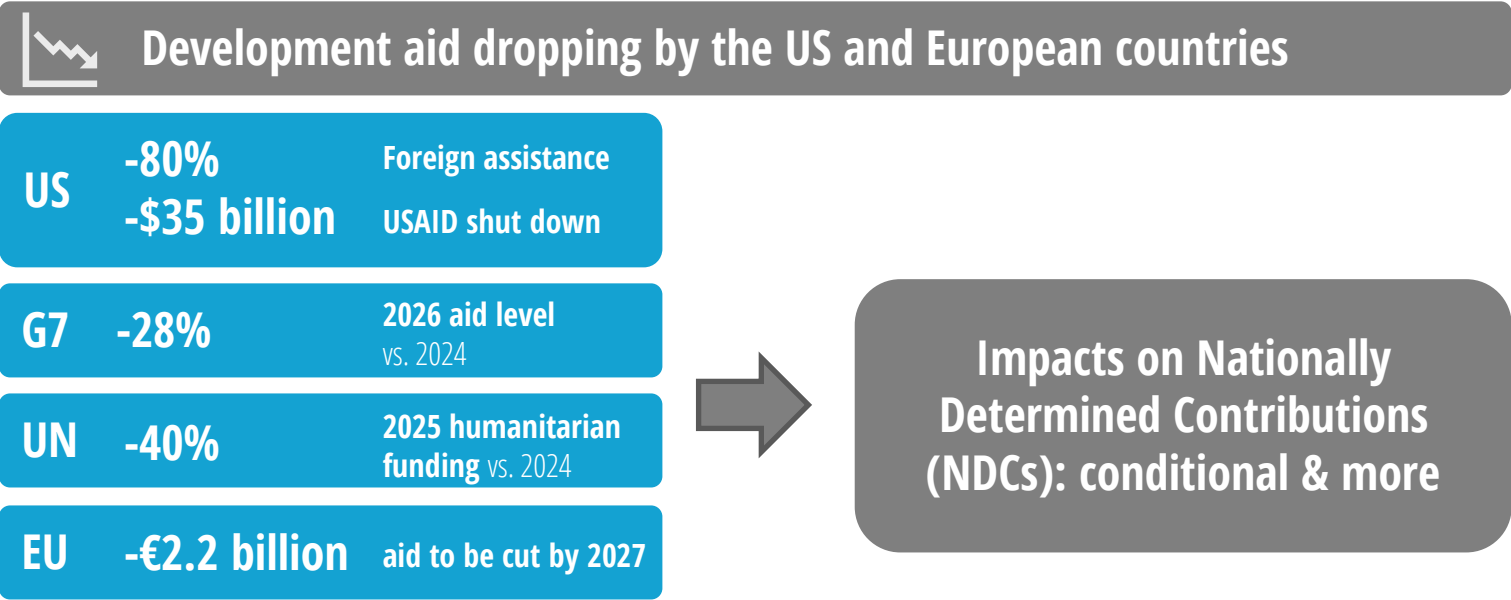 Development aid dropping by the US and European countries
US
-80%
Foreign assistance
-$35 billion
USAID shut down
G7
-28%
2026 aid level
vs. 2024
UN
-40%
2025 humanitarian
funding vs. 2024
EU
-€2.2 billion
aid to be cut by 2027
Impacts on Nationally
Determined Contributions
(NDCs): conditional & more